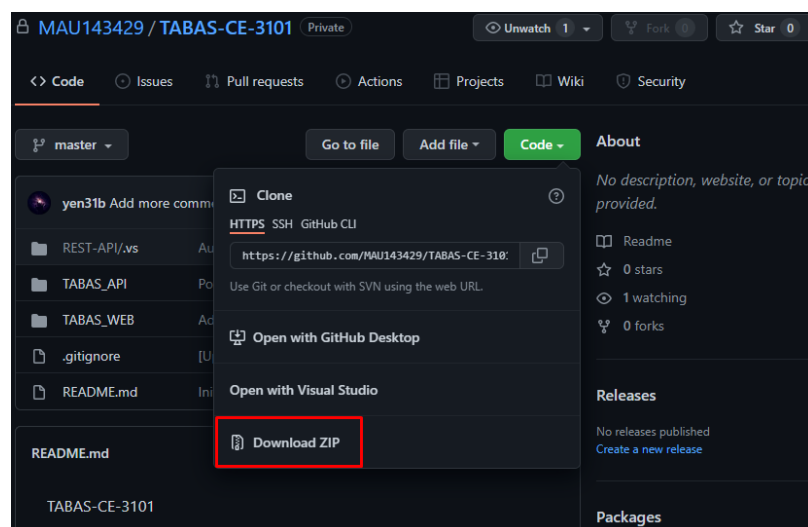 MAU143429 / TABAS-CE-3101 Private
Unwatch 1 Fork 0 Star 0
Code Issues Pull requests Actions Projects Wiki Security
master Go to file Add file Code
About
No description, website, or topic
provided.
Readme
0 stars
1 watching
0 forks
yen31b Add more comme
REST-API/.vs Au
TABAS_API Po
TABAS_WEB Ad
.gitignore [U
README.md Ini
Clone
HTTPS SSH GitHub CLI
https://github.com/MAU143429/TABAS-CE-310
Use Git or checkout with SVN using the web URL.
Open with GitHub Desktop
Open with Visual Studio
Download ZIP
Releases
No releases published
Create a new release
README.md
TABAS-CE-3101
Packages